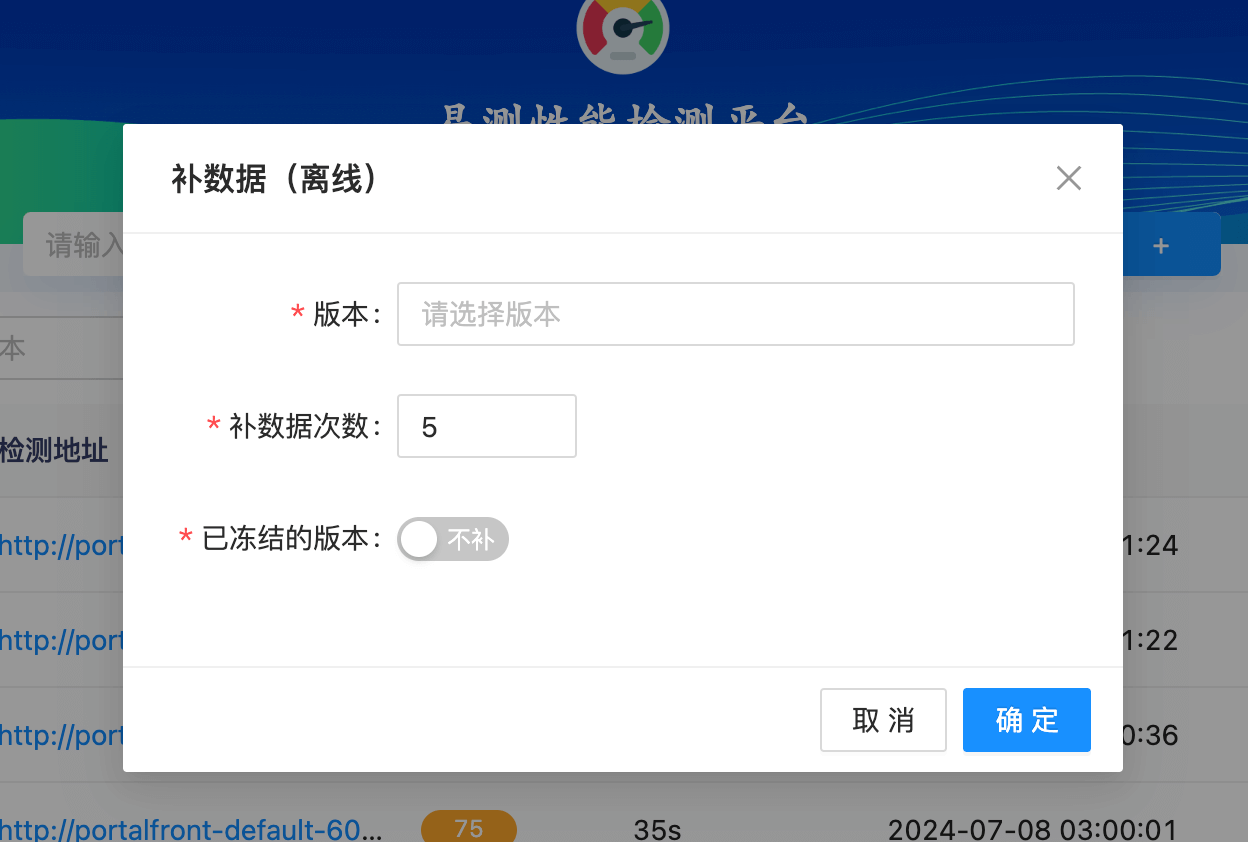 性能检测平台
补数据（离线）
请输入
+
* 版本：
请选择版本
本
* 补数据次数：
5
检测地址
* 已冻结的版本：
不补
http://port
1:24
http://port
1:22
取 消
确 定
http://port
0:36
http://portalfront-default-60...
75
35s
2024-07-08 03:00:01